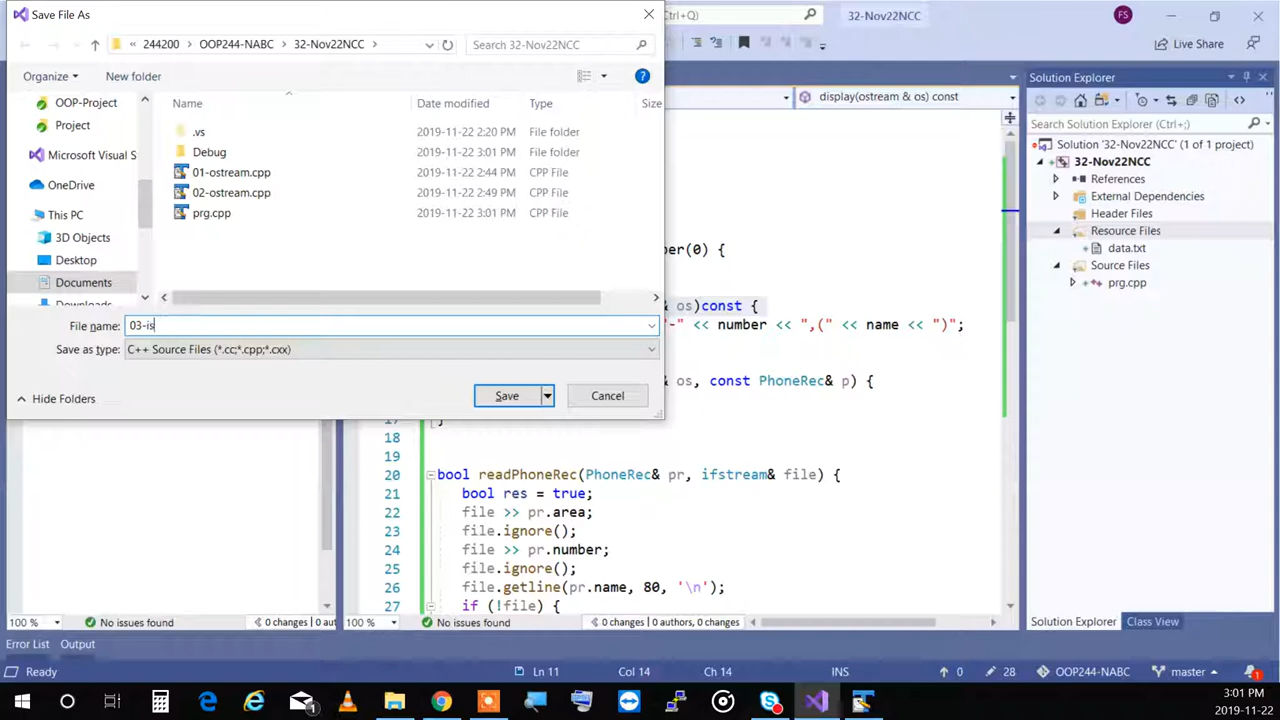 Save File As
Ctrl+Q)
32-Nov22NCC
FS
« 244200 > OOP244-NABC > 32-Nov22NCC >
Search 32-Nov22NCC
Live Share
Organize
New folder
Solution Explorer
display(ostream & os) const
OOP-Project
Project
Microsoft Visual S
OneDrive
This PC
3D Objects
Desktop
Documents
Downloads
Name Date modified Type Size
.vs 2019-11-22 2:20 PM File folder
Debug 2019-11-22 3:01 PM File folder
01-ostream.cpp 2019-11-22 2:44 PM CPP File
02-ostream.cpp 2019-11-22 2:49 PM CPP File
prg.cpp 2019-11-22 3:01 PM CPP File
File name: 03-is
Save as type: C++ Source Files (*.cc;*.cpp;*.cxx)
Hide Folders
Save
Cancel
Search Solution Explorer (Ctrl+;)
Solution '32-Nov22NCC' (1 of 1 project)
32-Nov22NCC
References
External Dependencies
Header Files
Resource Files
data.txt
Source Files
prg.cpp
ber(0) {
& os)const {
"-" << number << ",(" << name << ")";
& os, const PhoneRec& p) {
17 };
18
19
20 bool readPhoneRec(PhoneRec& pr, ifstream& file) {
21 bool res = true;
22 file >> pr.area;
23 file.ignore();
24 file >> pr.number;
25 file.ignore();
26 file.getline(pr.name, 80, '\n');
27 if (!file) {
100 % No issues found 0 changes | 0 aut
100 % No issues found 0 changes | 0 authors, 0 changes
Solution Explorer Class View
Error List Output
Ready Ln 11 Col 14 Ch 14 INS 0 28 OOP244-NABC master 1
1
3:01 PM
2019-11-22